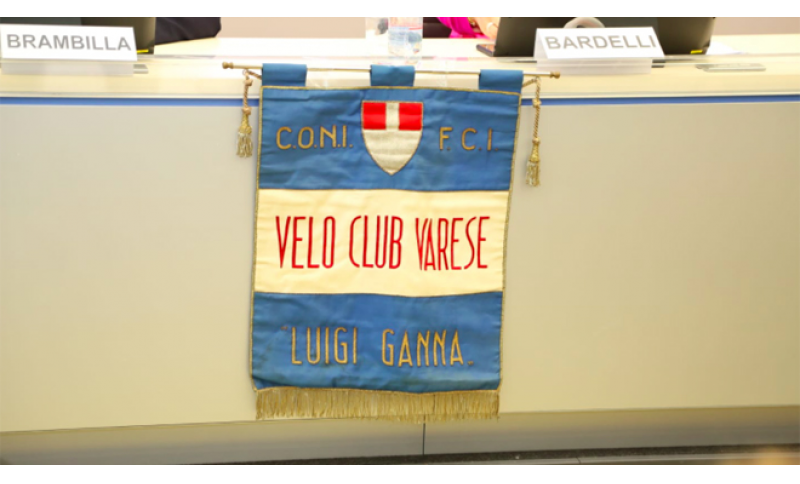 BRAMBILLA
BARDELLI
C.O.N.I. F.C.I.
VELO CLUB VARESE
"LUIGI GANNA"